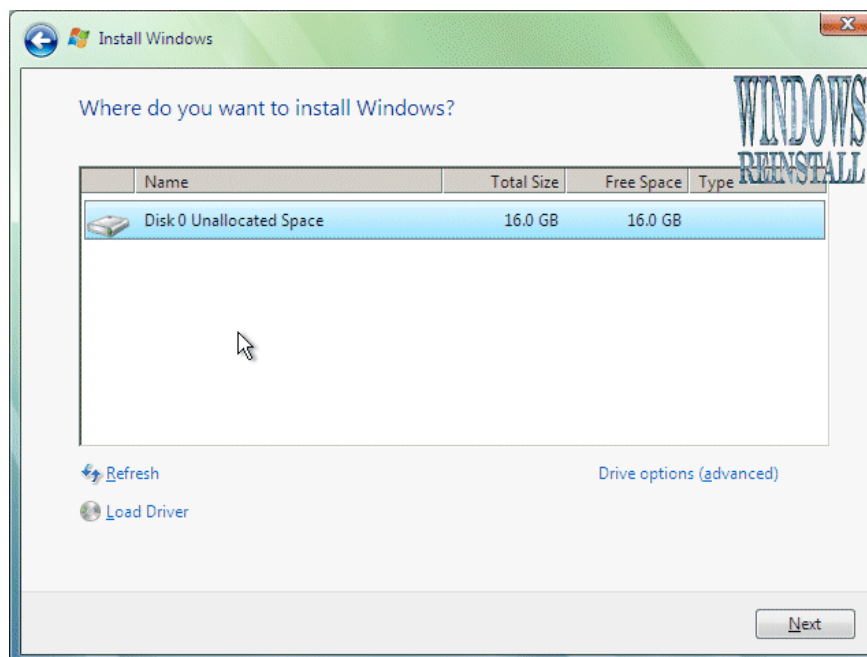 Install Windows
Where do you want to install Windows?
WINDOWS
REINSTALL
Name Total Size Free Space Type
Disk 0 Unallocated Space 16.0 GB 16.0 GB
Refresh Drive options (advanced)
Load Driver
Next